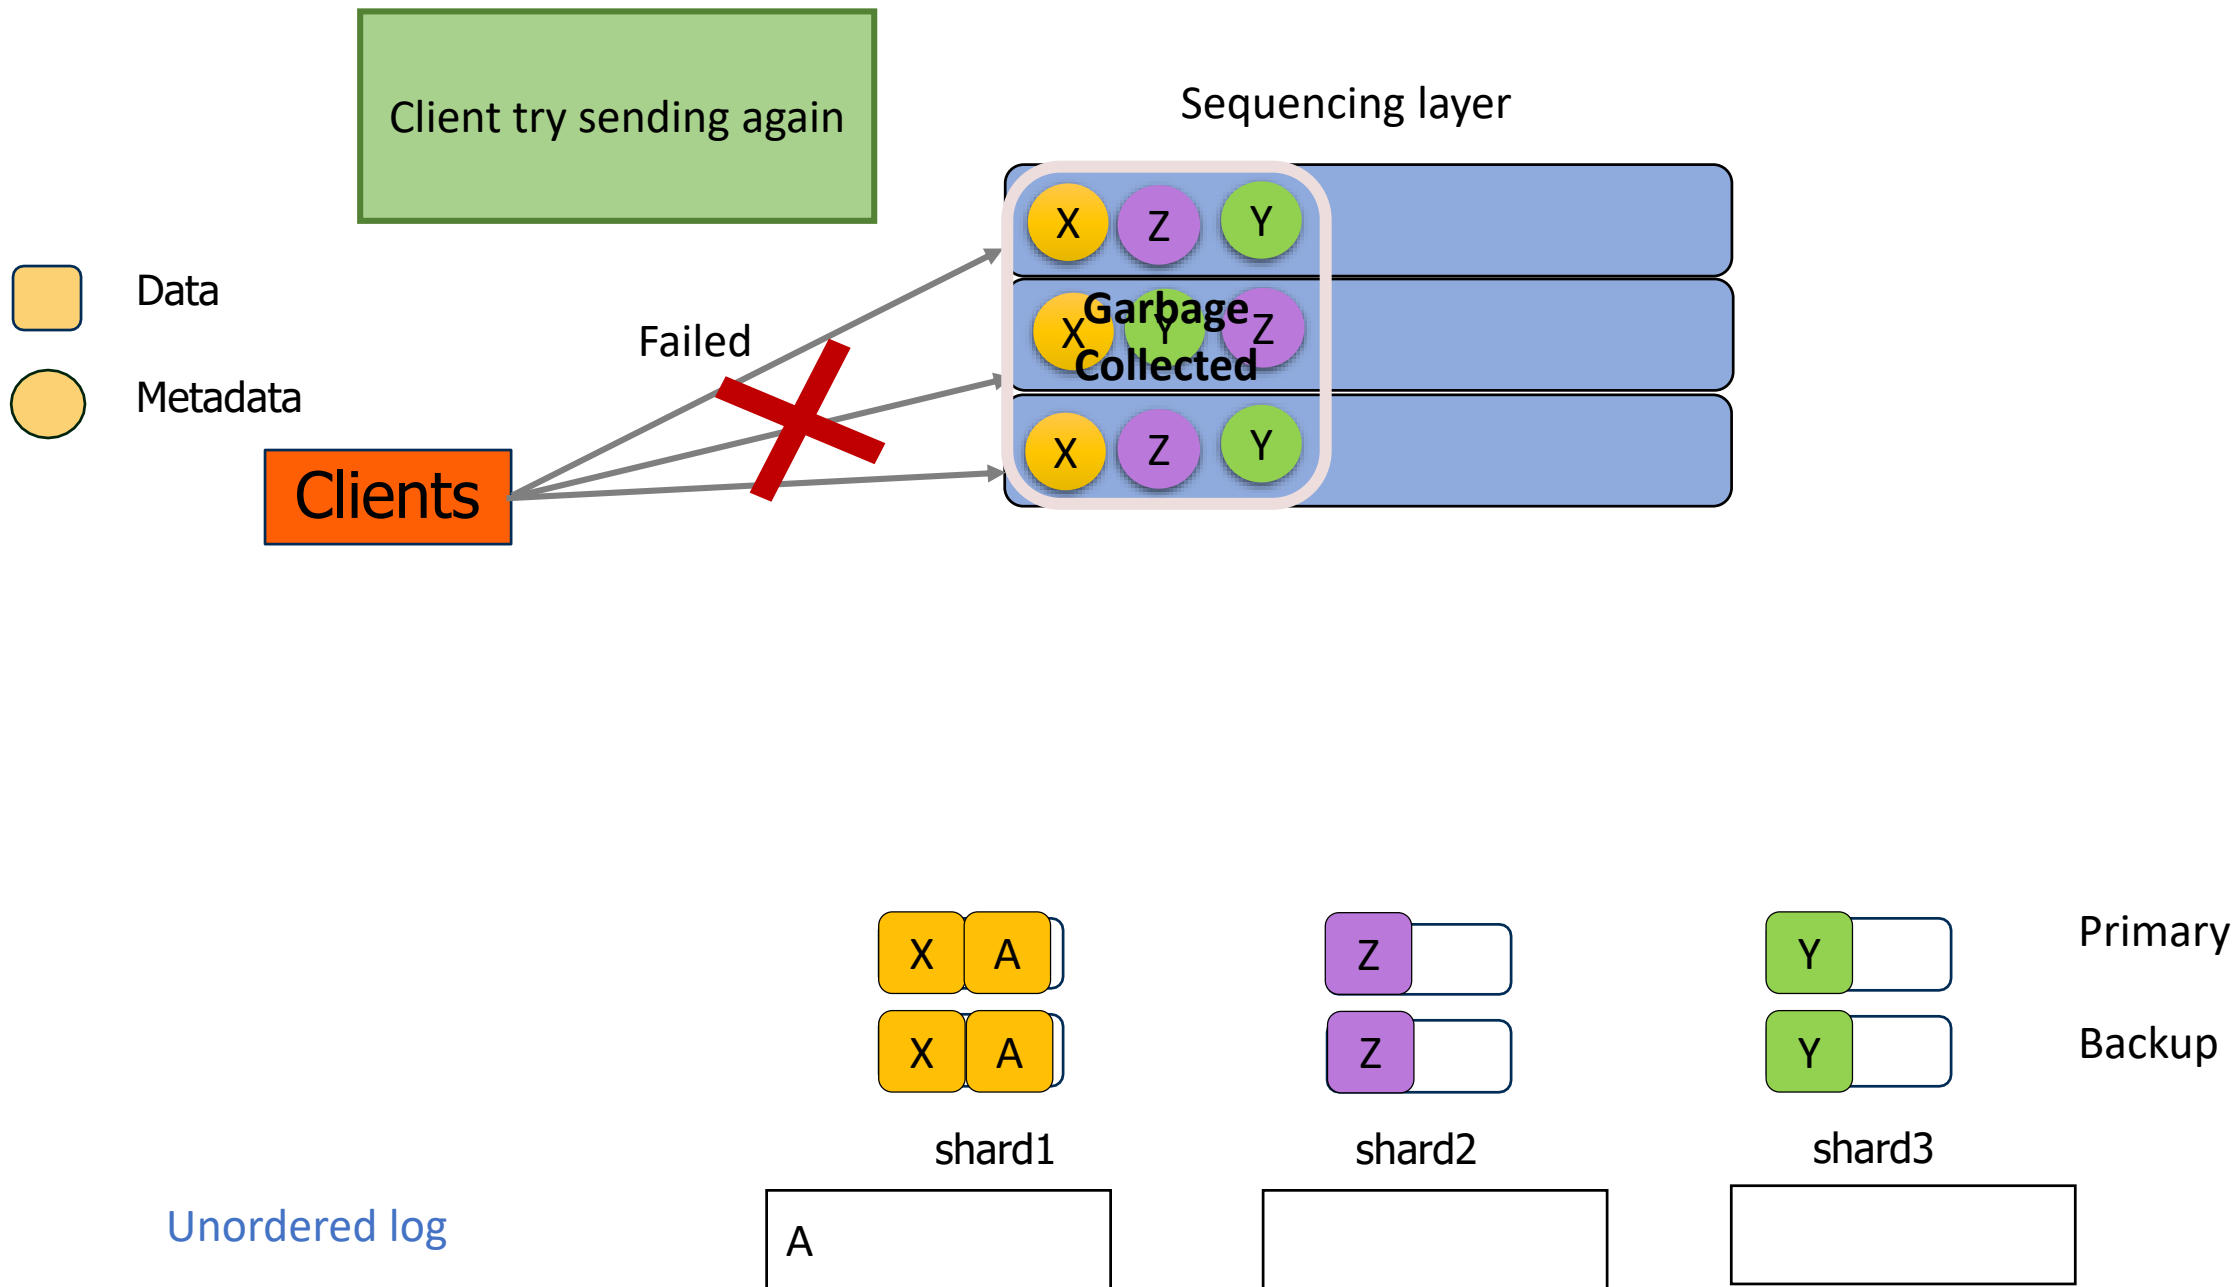 Client try sending again
Sequencing layer
X Z Y
Data
Garbage
X Y Z
Failed
Collected
Metadata
X Z Y
Clients
X A Z Y Primary
X A Z Y Backup
shard1 shard2 shard3
Unordered log
A